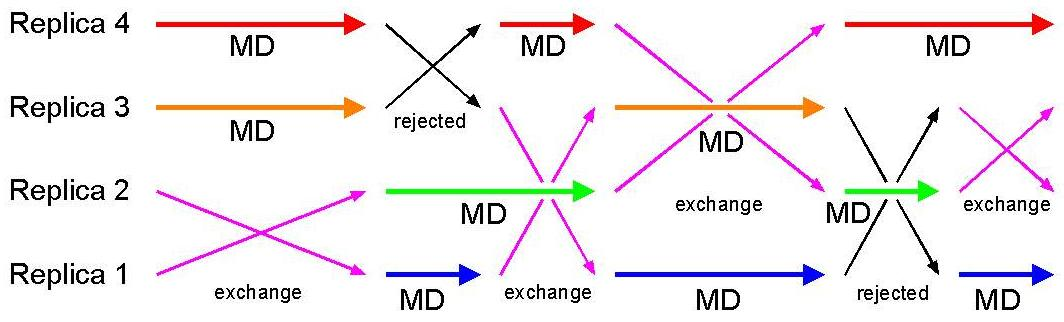 Replica 4
MD
MD
MD
Replica 3
MD
rejected
MD
Replica 2
MD
exchange
MD
exchange
Replica 1
exchange
MD
exchange
MD
rejected
MD